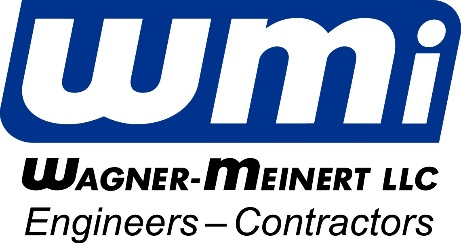 wmi
WAGNER-MEINERT LLC
Engineers – Contractors